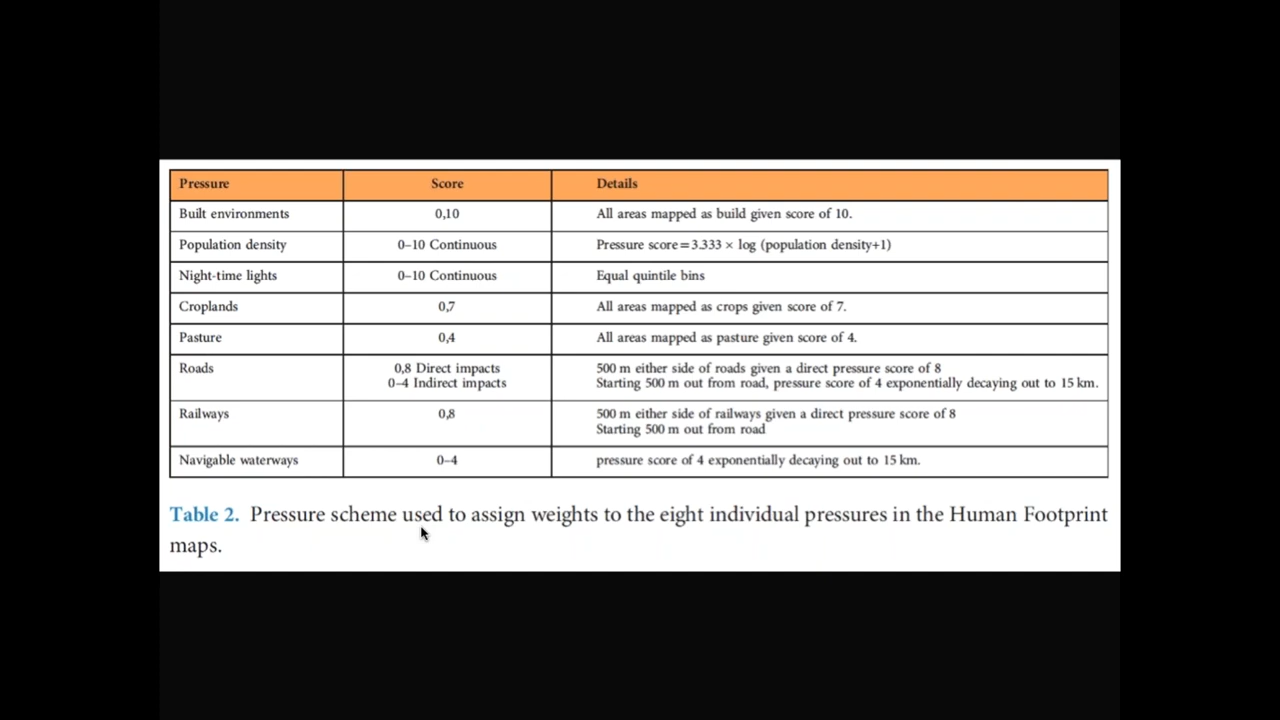 Pressure Score Details
Built environments 0,10 All areas mapped as build given score of 10.
Population density 0–10 Continuous Pressure score=3.333 × log (population density+1)
Night-time lights 0–10 Continuous Equal quintile bins
Croplands 0,7 All areas mapped as crops given score of 7.
Pasture 0,4 All areas mapped as pasture given score of 4.
Roads 0,8 Direct impacts 500 m either side of roads given a direct pressure score of 8
0–4 Indirect impacts Starting 500 m out from road, pressure score of 4 exponentially decaying out to 15 km.
Railways 0,8 500 m either side of railways given a direct pressure score of 8
Starting 500 m out from road
Navigable waterways 0–4 pressure score of 4 exponentially decaying out to 15 km.
Table 2. Pressure scheme used to assign weights to the eight individual pressures in the Human Footprint
maps.